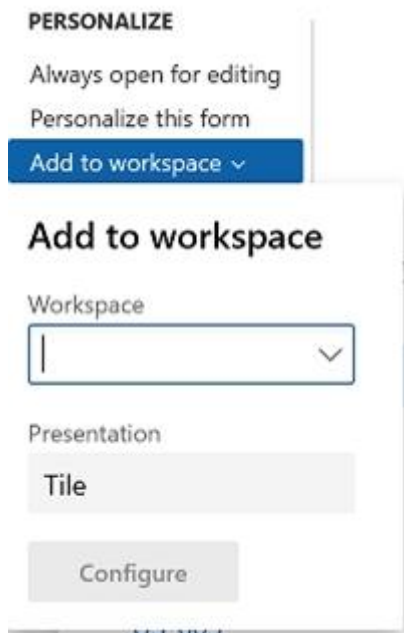 PERSONALIZE
Always open for editing
Personalize this form
Add to workspace
Add to workspace
Workspace
Presentation
Tile
Configure